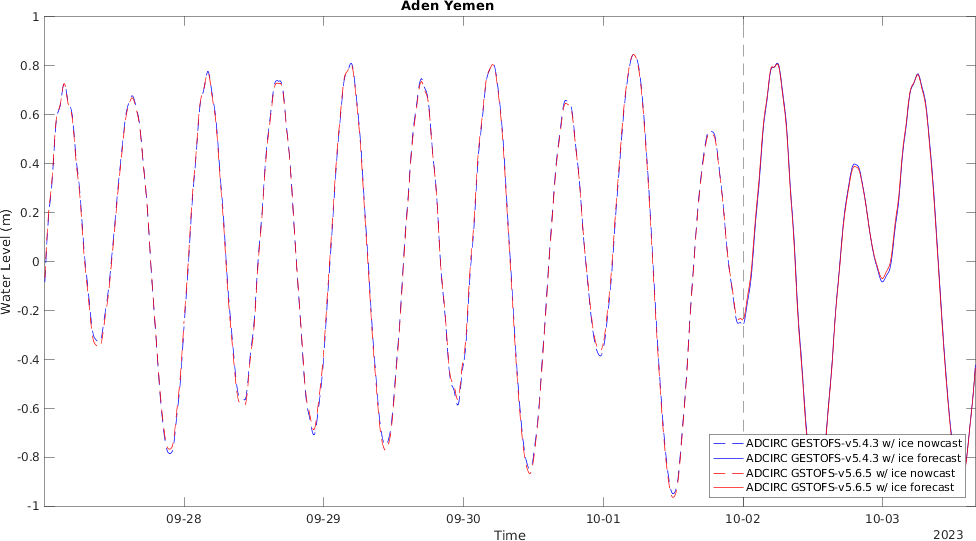 Aden Yemen
1
0.8
0.6
0.4
0.2
0
-0.2
-0.4
-0.6
-0.8
-1
Water Level (m)
ADCIRC GESTOFS-v5.4.3 w/ ice nowcast
ADCIRC GESTOFS-v5.4.3 w/ ice forecast
ADCIRC GSTOFS-v5.6.5 w/ ice nowcast
ADCIRC GSTOFS-v5.6.5 w/ ice forecast
09-28 09-29 09-30 10-01 10-02 10-03
Time
2023